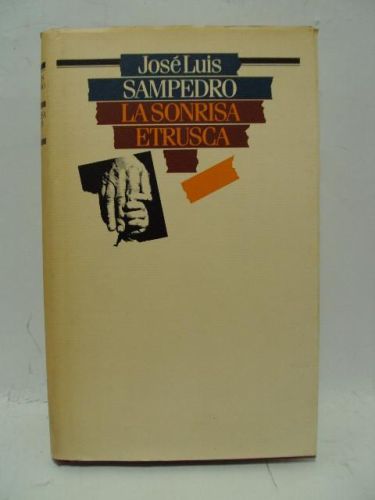 José Luis
SAMPEDRO
LA SONRISA
ETRUSCA